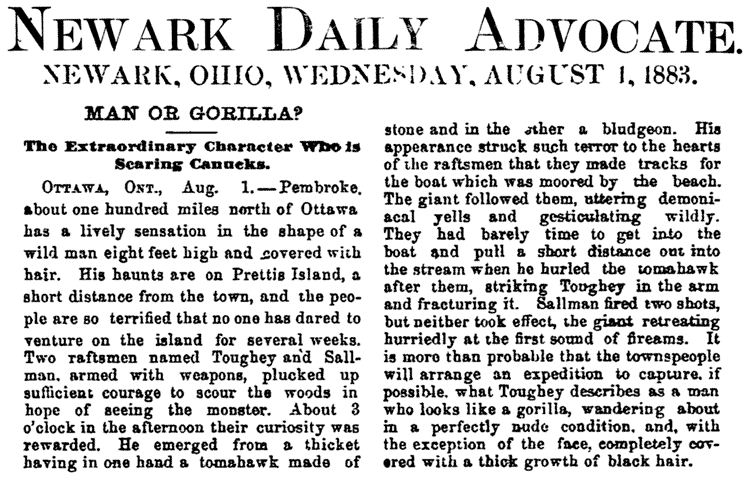 NEWARK DAILY ADVOCATE.
NEWARK, OHIO, WEDNESDAY, AUGUST 1, 1883.
MAN OR GORILLA?
The Extraordinary Character Who is
Scaring Canucks.
OTTAWA, ONT., Aug. 1.—Pembroke,
about one hundred miles north of Ottawa
has a lively sensation in the shape of a
wild man eight feet high and covered with
hair. His haunts are on Prettis Island, a
short distance from the town, and the peo-
ple are so terrified that no one has dared to
venture on the island for several weeks.
Two raftsmen named Toughey and Sall-
man, armed with weapons, plucked up
sufficient courage to scour the woods in
hope of seeing the monster. About 3
o'clock in the afternoon their curiosity was
rewarded. He emerged from a thicket
having in one hand a tomahawk made of
stone and in the other a bludgeon. His
appearance struck such terror to the hearts
of the raftsmen that they made tracks for
the boat which was moored by the beach.
The giant followed them, uttering demoni-
acal yells and gesticulating wildly.
They had barely time to get into the
boat and pull a short distance out into
the stream when he hurled the tomahawk
after them, striking Toughey in the arm
and fracturing it. Sallman fired two shots,
but neither took effect, the giant retreating
hurriedly at the first sound of fireams. It
is more than probable that the townspeople
will arrange an expedition to capture, if
possible, what Toughey describes as a man
who looks like a gorilla, wandering about
in a perfectly nude condition, and, with
the exception of the face, completely cov-
ered with a thick growth of black hair.